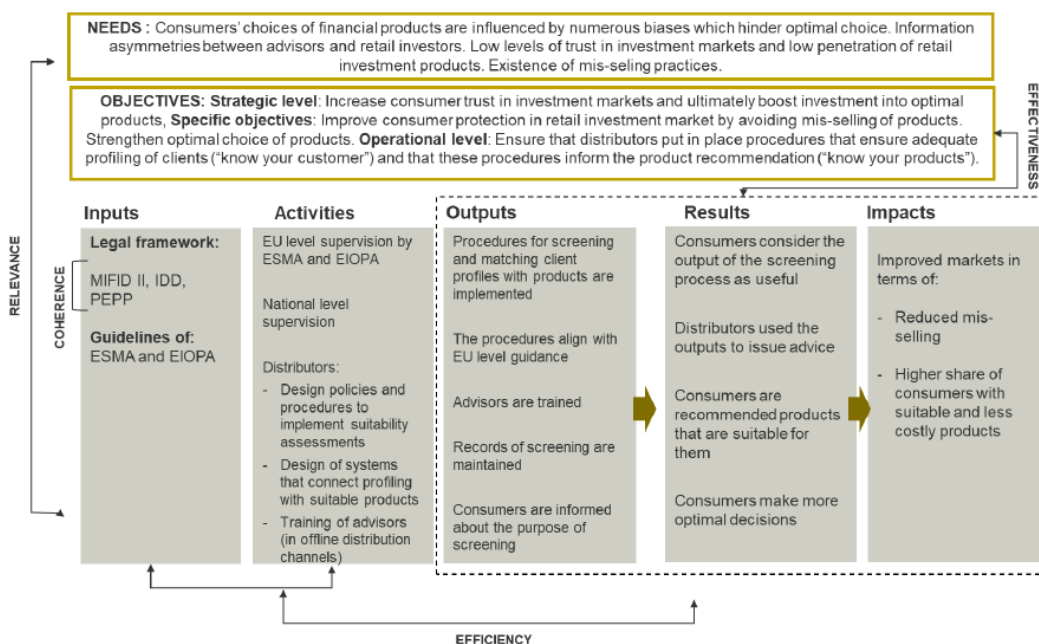 NEEDS : Consumers' choices of financial products are influenced by numerous biases which hinder optimal choice. Information
asymmetries between advisors and retail investors. Low levels of trust in investment markets and low penetration of retail
investment products. Existence of mis-seling practices.
OBJECTIVES: Strategic level: Increase consumer trust in investment markets and ultimately boost investment into optimal
products, Specific objectives: Improve consumer protection in retail investment market by avoiding mis-selling of products.
Strengthen optimal choice of products. Operational level: Ensure that distributors put in place procedures that ensure adequate
profiling of clients ("know your customer") and that these procedures inform the product recommendation ("know your products").
EFFECTIVENESS
RELEVANCE
COHERENCE
Inputs
Legal framework:
MIFID II, IDD,
PEPP
Guidelines of:
ESMA and EIOPA
Activities
EU level supervision by
ESMA and EIOPA
National level
supervision
Distributors:
- Design policies and
procedures to
implement suitability
assessments
- Design of systems
that connect profiling
with suitable products
- Training of advisors
(in offline distribution
channels)
Outputs
Procedures for screening
and matching client
profiles with products are
implemented
The procedures align with
EU level guidance
Advisors are trained
Records of screening are
maintained
Consumers are informed
about the purpose of
screening
Results
Consumers consider the
output of the screening
process as useful
Distributors used the
outputs to issue advice
Consumers are
recommended products
that are suitable for
them
Consumers make more
optimal decisions
Impacts
Improved markets in
terms of:
- Reduced mis-
selling
- Higher share of
consumers with
suitable and less
costly products
EFFICIENCY